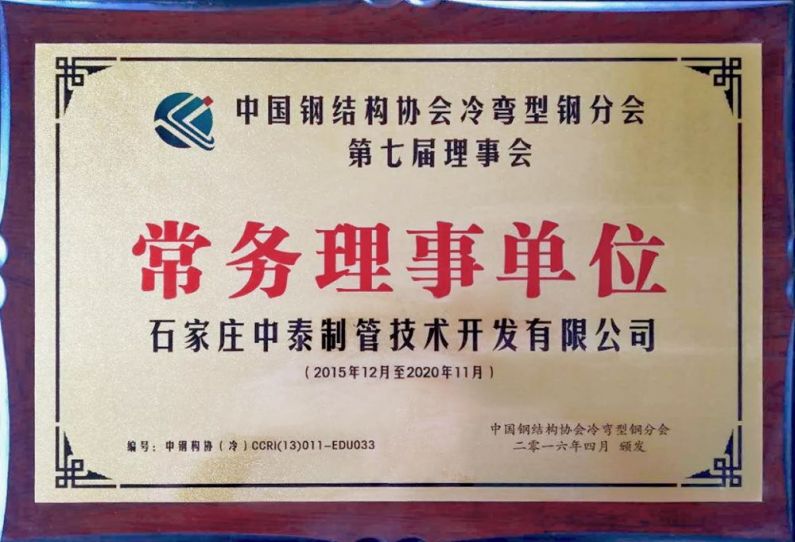 中国钢结构协会冷弯型钢分会
第七届理事会
常务理事单位
石家庄中泰制管技术开发有限公司
（2015年12月至2020年11月）
中国钢结构协会冷弯型钢分会
编号：中钢构协（冷）CCRI(13)011-EDU033
二零一六年四月 颁发